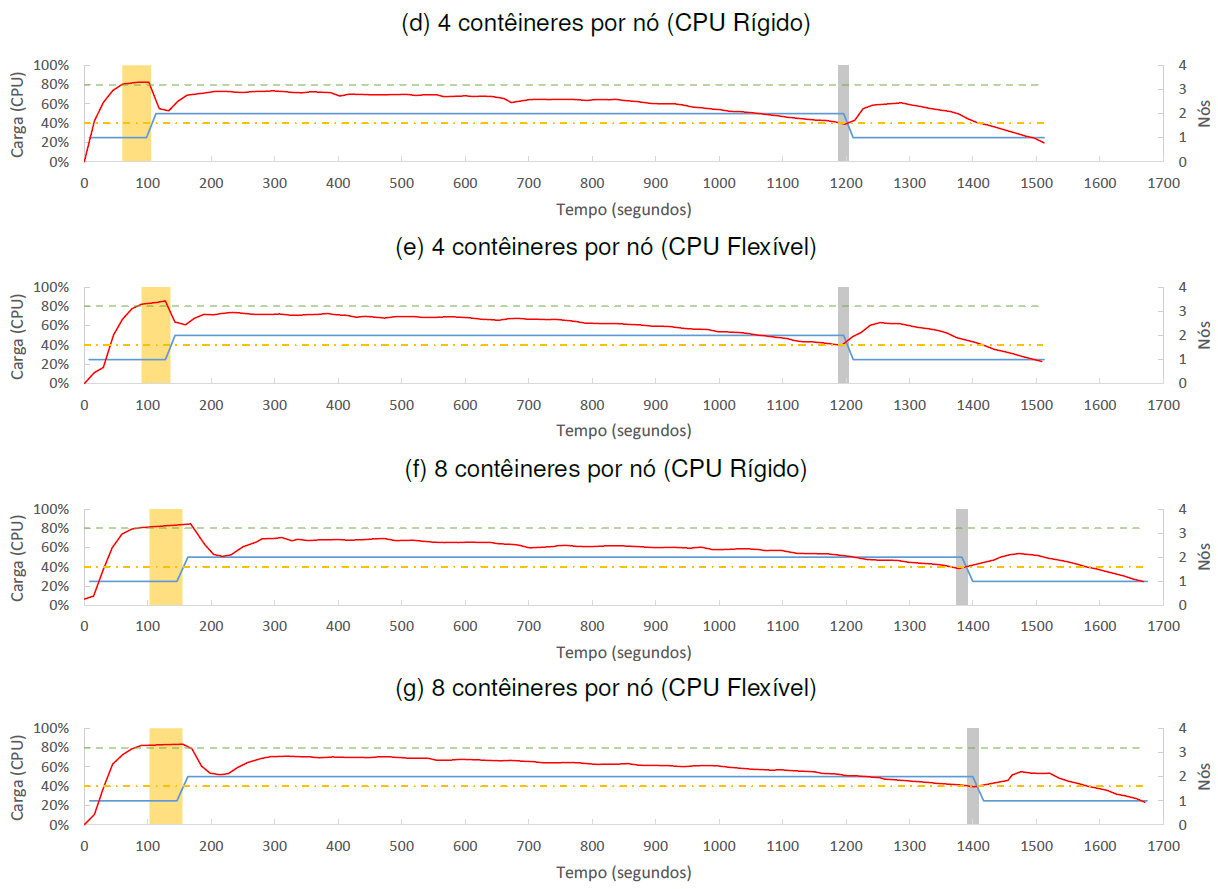 (d) 4 contêineres por nó (CPU Rígido)
100%
80%
60%
40%
20%
0%
Carga (CPU)
4
3
2
1
0
Nós
0 100 200 300 400 500 600 700 800 900 1000 1100 1200 1300 1400 1500 1600 1700
Tempo (segundos)
(e) 4 contêineres por nó (CPU Flexível)
100%
80%
60%
40%
20%
0%
Carga (CPU)
4
3
2
1
0
Nós
0 100 200 300 400 500 600 700 800 900 1000 1100 1200 1300 1400 1500 1600 1700
Tempo (segundos)
(f) 8 contêineres por nó (CPU Rígido)
100%
80%
60%
40%
20%
0%
Carga (CPU)
4
3
2
1
0
Nós
0 100 200 300 400 500 600 700 800 900 1000 1100 1200 1300 1400 1500 1600 1700
Tempo (segundos)
(g) 8 contêineres por nó (CPU Flexível)
100%
80%
60%
40%
20%
0%
Carga (CPU)
4
3
2
1
0
Nós
0 100 200 300 400 500 600 700 800 900 1000 1100 1200 1300 1400 1500 1600 1700
Tempo (segundos)